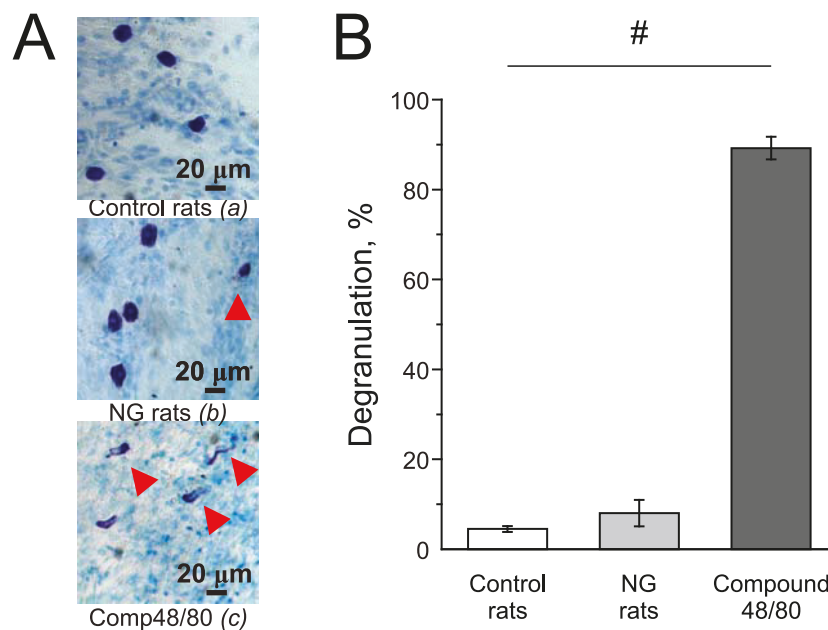 A
20 µm
Control rats (a)
20 µm
NG rats (b)
20 µm
Comp48/80 (c)
B
#
Degranulation, %
100
80
60
40
20
0
Control
rats
NG
rats
Compound
48/80